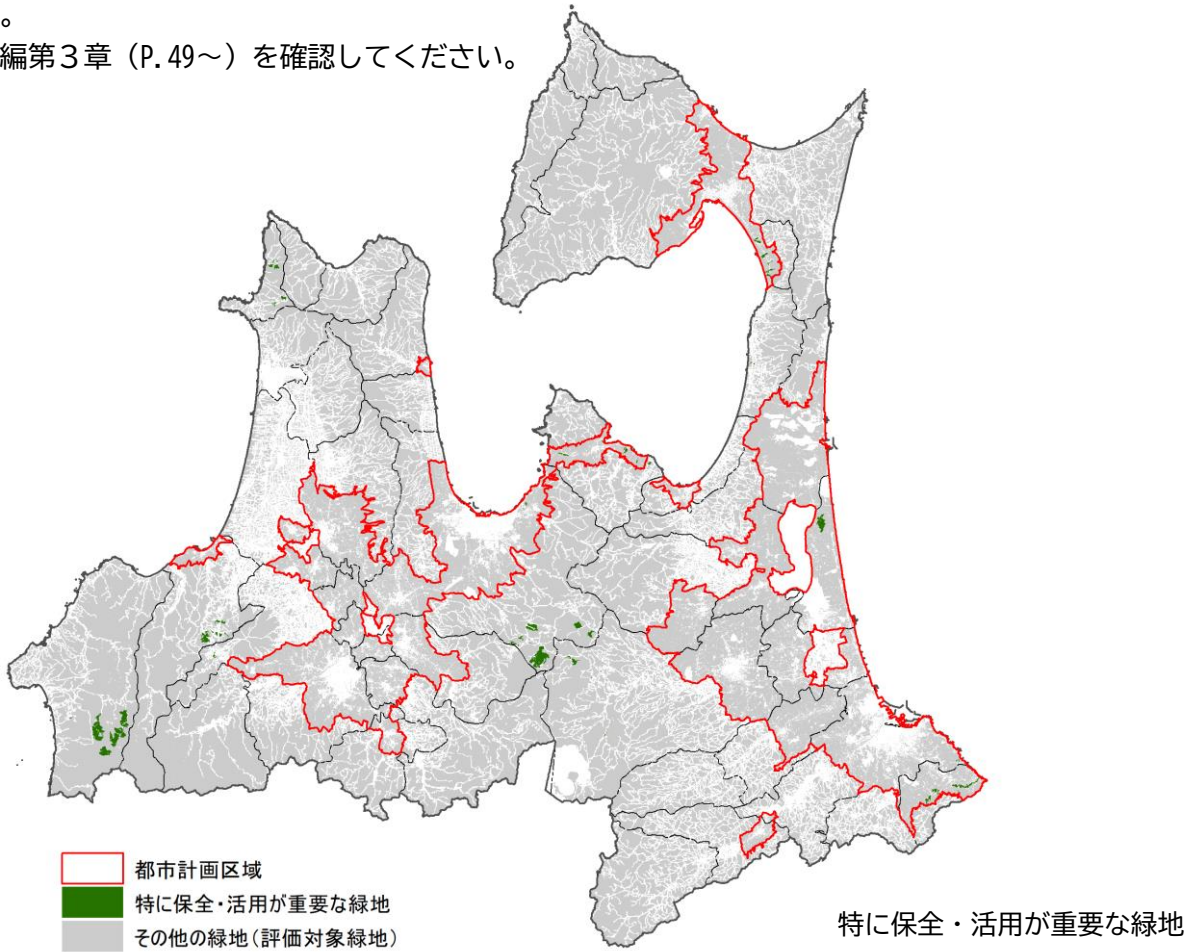 。
編第３章（P.49～）を確認してください。
都市計画区域
特に保全・活用が重要な緑地
その他の緑地（評価対象緑地）
特に保全・活用が重要な緑地